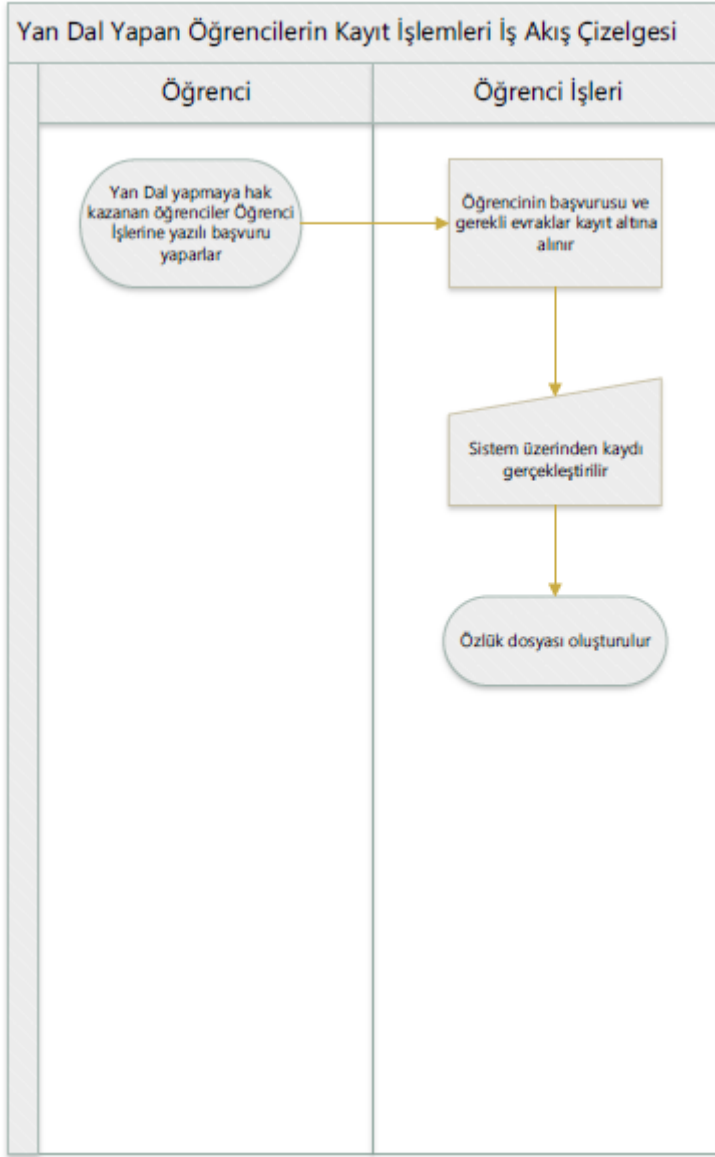 Yan Dal Yapan Öğrencilerin Kayıt İşlemleri İş Akış Çizelgesi
Öğrenci
Öğrenci İşleri
Yan Dal yapmaya hak
kazanan öğrenciler Öğrenci
İşlerine yazılı başvuru
yaparlar
Öğrencinin başvurusu ve
gerekli evraklar kayıt altına
alınır
Sistem üzerinden kaydı
gerçekleştirilir
Özlük dosyası oluşturulur